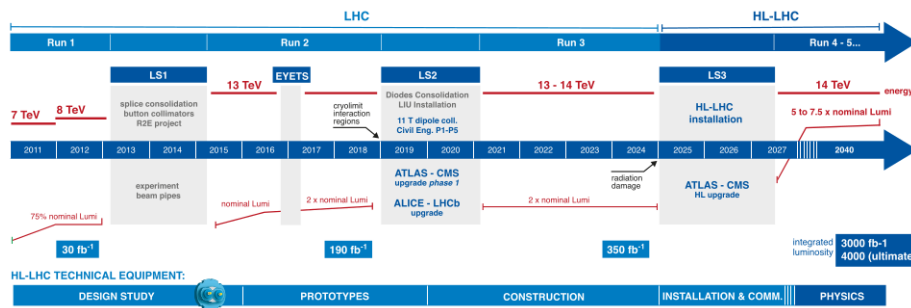 LHC
HL-LHC
Run 1
Run 2
Run 3
Run 4 - 5...
LS1
EYETS
LS2
LS3
7 TeV
8 TeV
13 TeV
13 - 14 TeV
14 TeV
energy
splice consolidation
button collimators
R2E project
cryolimit
interaction
regions
Diodes Consolidation
LIU Installation
11 T dipole coll.
Civil Eng. P1-P5
HL-LHC
installation
5 to 7.5 x nominal Lumi
2011 2012 2013 2014 2015 2016 2017 2018 2019 2020 2021 2022 2023 2024 2025 2026 2027 2040
experiment
beam pipes
ATLAS - CMS
upgrade phase 1
ALICE - LHCb
upgrade
radiation
damage
ATLAS - CMS
HL upgrade
75% nominal Lumi
nominal Lumi
2 x nominal Lumi
2 x nominal Lumi
30 fb-1
190 fb-1
350 fb-1
integrated
luminosity
3000 fb-1
4000 (ultimate
HL-LHC TECHNICAL EQUIPMENT:
DESIGN STUDY
PROTOTYPES
CONSTRUCTION
INSTALLATION & COMM.
PHYSICS